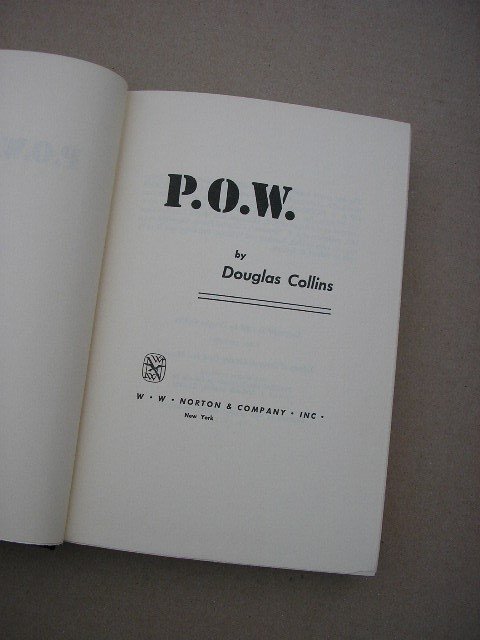 P.O.W.
by
Douglas Collins
W • W • NORTON & COMPANY • INC •
New York